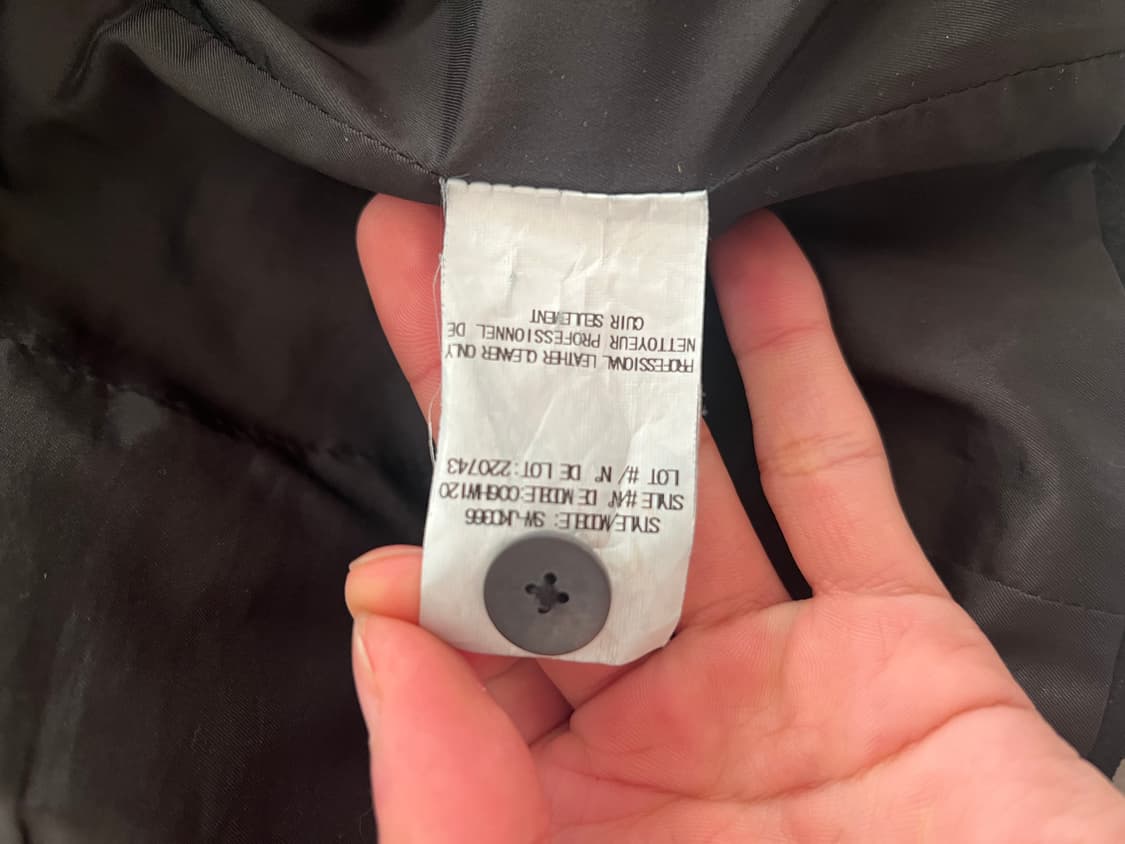 STYLE/MODELE: SW-JK0366
STYLE #/N° DE MODELE:COGHW120
LOT #/ N° DE LOT:220743
PROFESSIONAL LEATHER CLEANER ONLY
NETTOYEUR PROFESSIONNEL DE
CUIR SEULEMENT